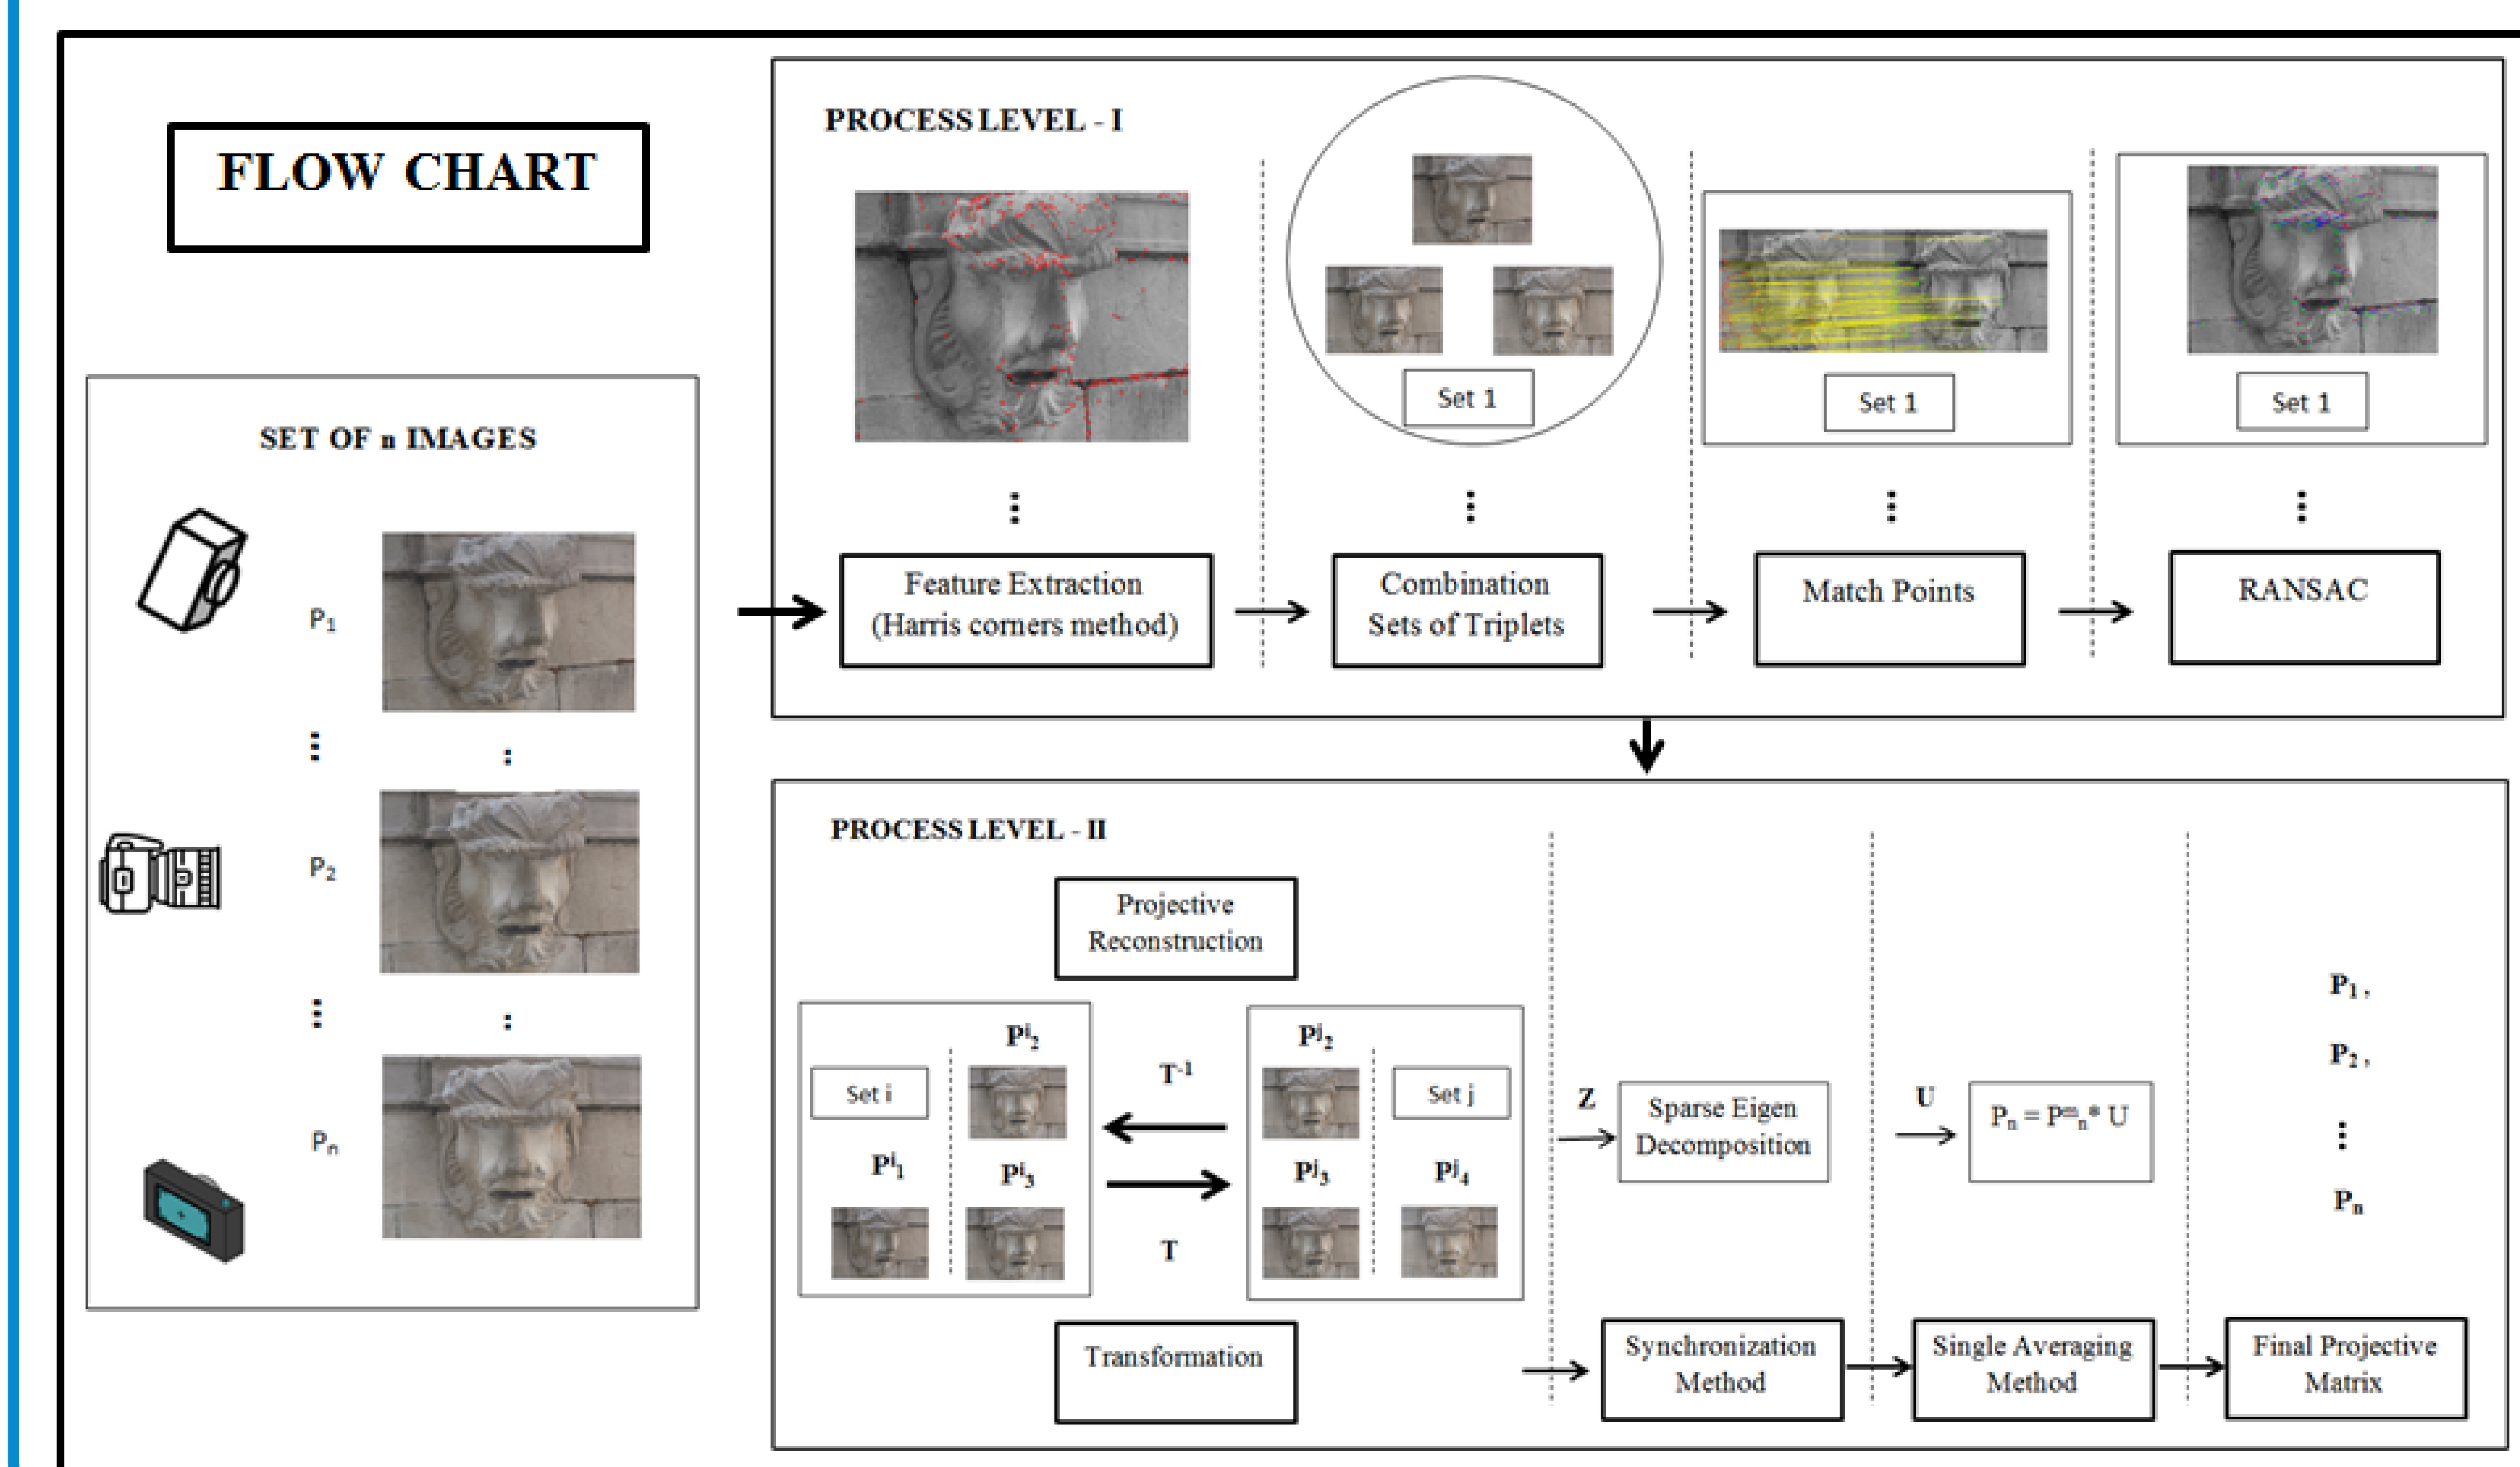 FLOW CHART
SET OF n IMAGES
P₁
P₂
Pₙ
PROCESS LEVEL - I
Set 1
Set 1
Set 1
Feature Extraction
(Harris corners method)
Combination
Sets of Triplets
Match Points
RANSAC
PROCESS LEVEL - II
Projective
Reconstruction
Set i
Pⁱ₂
Pⁱ₁
Pⁱ₃
T⁻¹
T
Pʲ₂
Set j
Pʲ₃
Pʲ₄
Transformation
Z
Sparse Eigen
Decomposition
U
Pₙ = Pᵐₙ* U
P₁ ,
P₂ ,
Pₙ
Synchronization
Method
Single Averaging
Method
Final Projective
Matrix